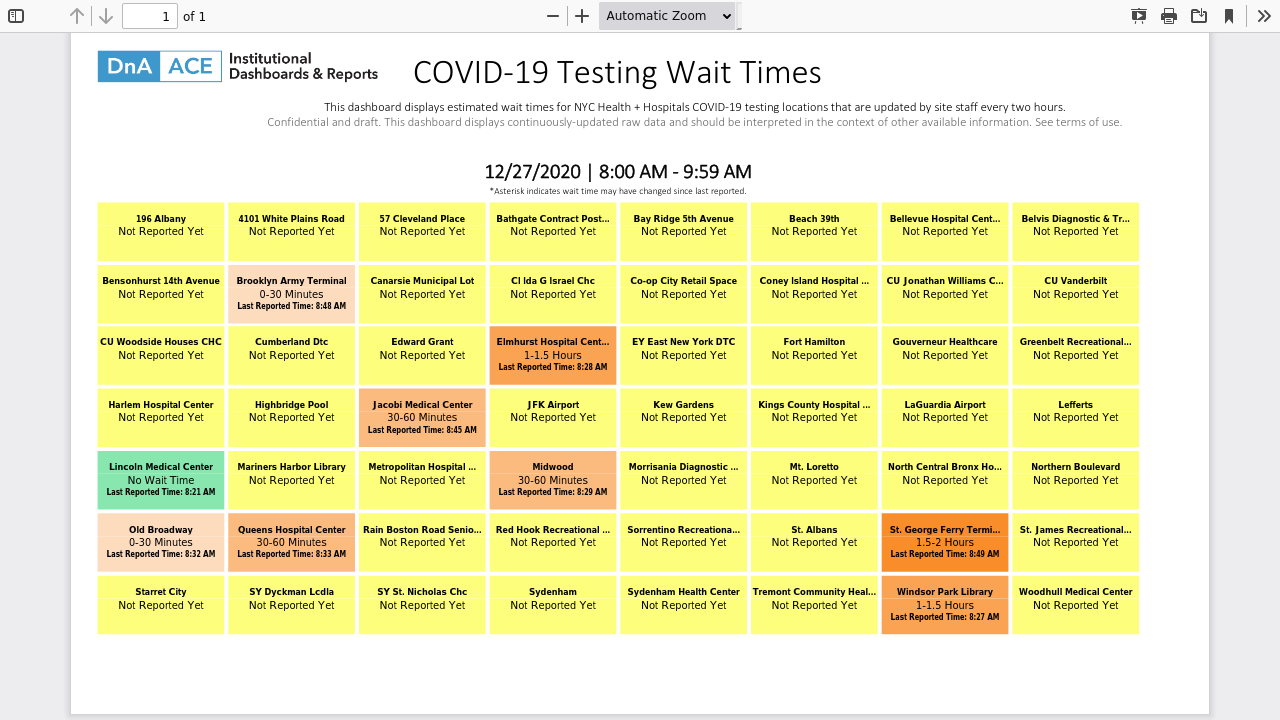 1 of 1 Automatic Zoom
DnA ACE Institutional
Dashboards & Reports
COVID-19 Testing Wait Times
This dashboard displays estimated wait times for NYC Health + Hospitals COVID-19 testing locations that are updated by site staff every two hours.
Confidential and draft. This dashboard displays continuously-updated raw data and should be interpreted in the context of other available information. See terms of use.
12/27/2020 | 8:00 AM - 9:59 AM
*Asterisk indicates wait time may have changed since last reported.
196 Albany
Not Reported Yet
4101 White Plains Road
Not Reported Yet
57 Cleveland Place
Not Reported Yet
Bathgate Contract Post...
Not Reported Yet
Bay Ridge 5th Avenue
Not Reported Yet
Beach 39th
Not Reported Yet
Bellevue Hospital Cent...
Not Reported Yet
Belvis Diagnostic & Tr...
Not Reported Yet
Bensonhurst 14th Avenue
Not Reported Yet
Brooklyn Army Terminal
0-30 Minutes
Last Reported Time: 8:48 AM
Canarsie Municipal Lot
Not Reported Yet
CI Ida G Israel Chc
Not Reported Yet
Co-op City Retail Space
Not Reported Yet
Coney Island Hospital ...
Not Reported Yet
CU Jonathan Williams C...
Not Reported Yet
CU Vanderbilt
Not Reported Yet
CU Woodside Houses CHC
Not Reported Yet
Cumberland Dtc
Not Reported Yet
Edward Grant
Not Reported Yet
Elmhurst Hospital Cent...
1-1.5 Hours
Last Reported Time: 8:28 AM
EY East New York DTC
Not Reported Yet
Fort Hamilton
Not Reported Yet
Gouverneur Healthcare
Not Reported Yet
Greenbelt Recreational...
Not Reported Yet
Harlem Hospital Center
Not Reported Yet
Highbridge Pool
Not Reported Yet
Jacobi Medical Center
30-60 Minutes
Last Reported Time: 8:45 AM
JFK Airport
Not Reported Yet
Kew Gardens
Not Reported Yet
Kings County Hospital ...
Not Reported Yet
LaGuardia Airport
Not Reported Yet
Lefferts
Not Reported Yet
Lincoln Medical Center
No Wait Time
Last Reported Time: 8:21 AM
Mariners Harbor Library
Not Reported Yet
Metropolitan Hospital ...
Not Reported Yet
Midwood
30-60 Minutes
Last Reported Time: 8:29 AM
Morrisania Diagnostic ...
Not Reported Yet
Mt. Loretto
Not Reported Yet
North Central Bronx Ho...
Not Reported Yet
Northern Boulevard
Not Reported Yet
Old Broadway
0-30 Minutes
Last Reported Time: 8:32 AM
Queens Hospital Center
30-60 Minutes
Last Reported Time: 8:33 AM
Rain Boston Road Senio...
Not Reported Yet
Red Hook Recreational ...
Not Reported Yet
Sorrentino Recreationa...
Not Reported Yet
St. Albans
Not Reported Yet
St. George Ferry Termi...
1.5-2 Hours
Last Reported Time: 8:49 AM
St. James Recreational...
Not Reported Yet
Starret City
Not Reported Yet
SY Dyckman Lcdla
Not Reported Yet
SY St. Nicholas Chc
Not Reported Yet
Sydenham
Not Reported Yet
Sydenham Health Center
Not Reported Yet
Tremont Community Heal...
Not Reported Yet
Windsor Park Library
1-1.5 Hours
Last Reported Time: 8:27 AM
Woodhull Medical Center
Not Reported Yet